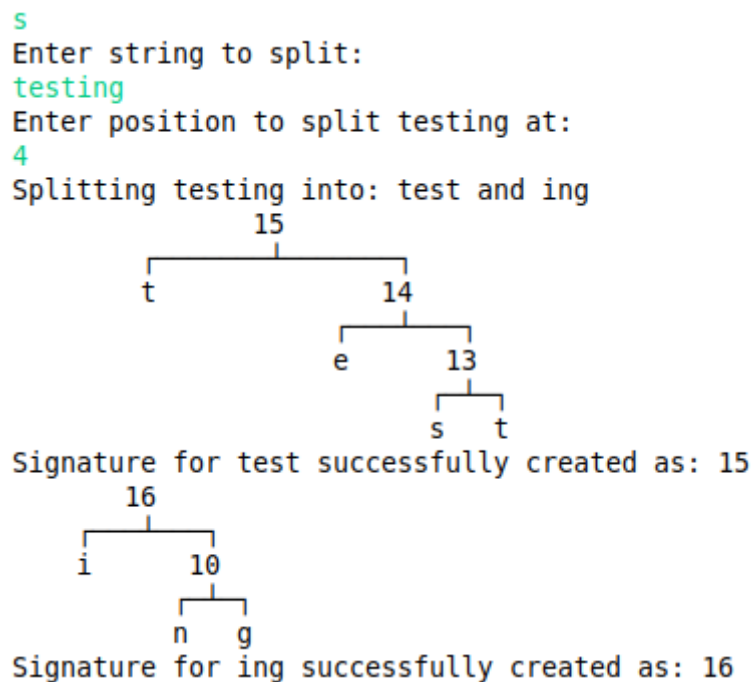 s
Enter string to split:
testing
Enter position to split testing at:
4
Splitting testing into: test and ing
15
t 14
e 13
s t
Signature for test successfully created as: 15
16
i 10
n g
Signature for ing successfully created as: 16